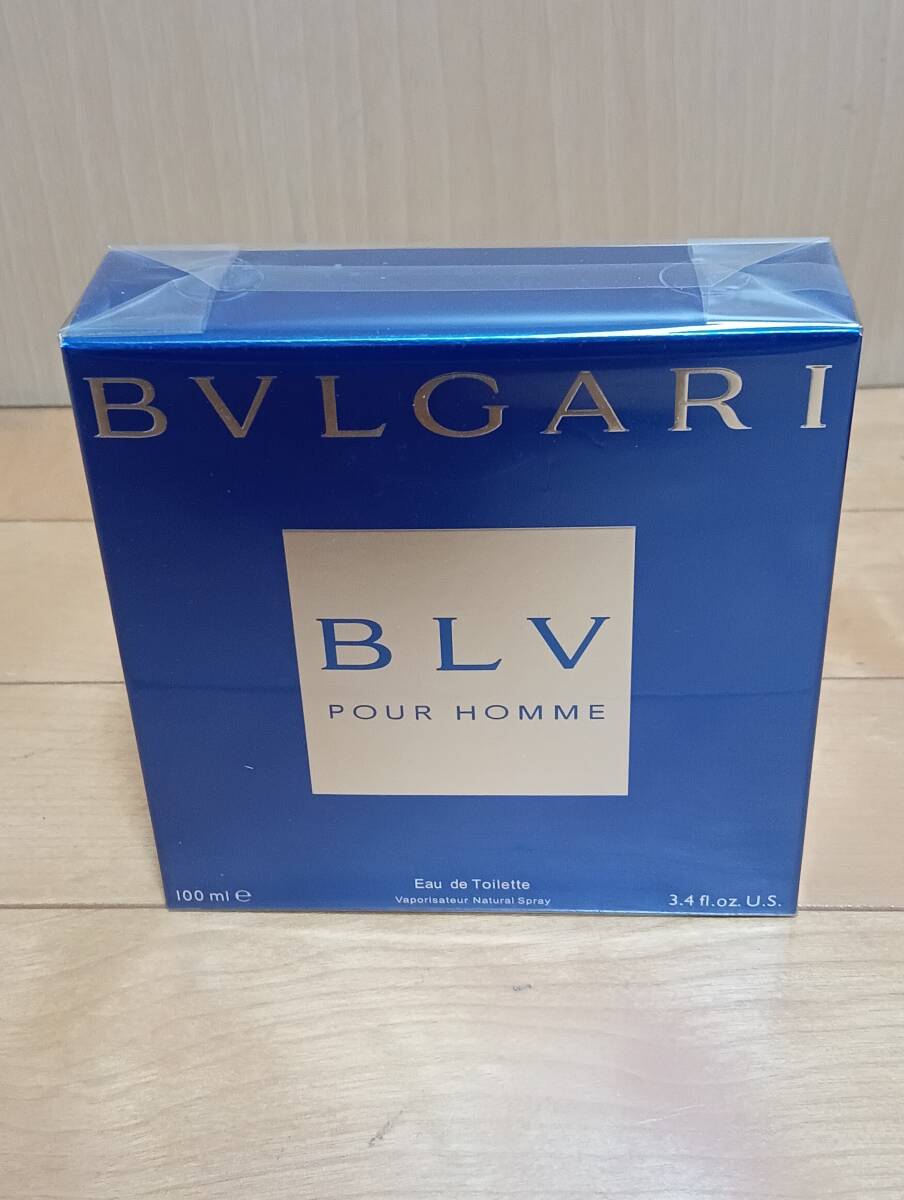 BVLGARI
BLV
POUR HOMME
Eau de Toilette
Vaporisateur Natural Spray
100 ml ℮
3.4 fl.oz. U.S.